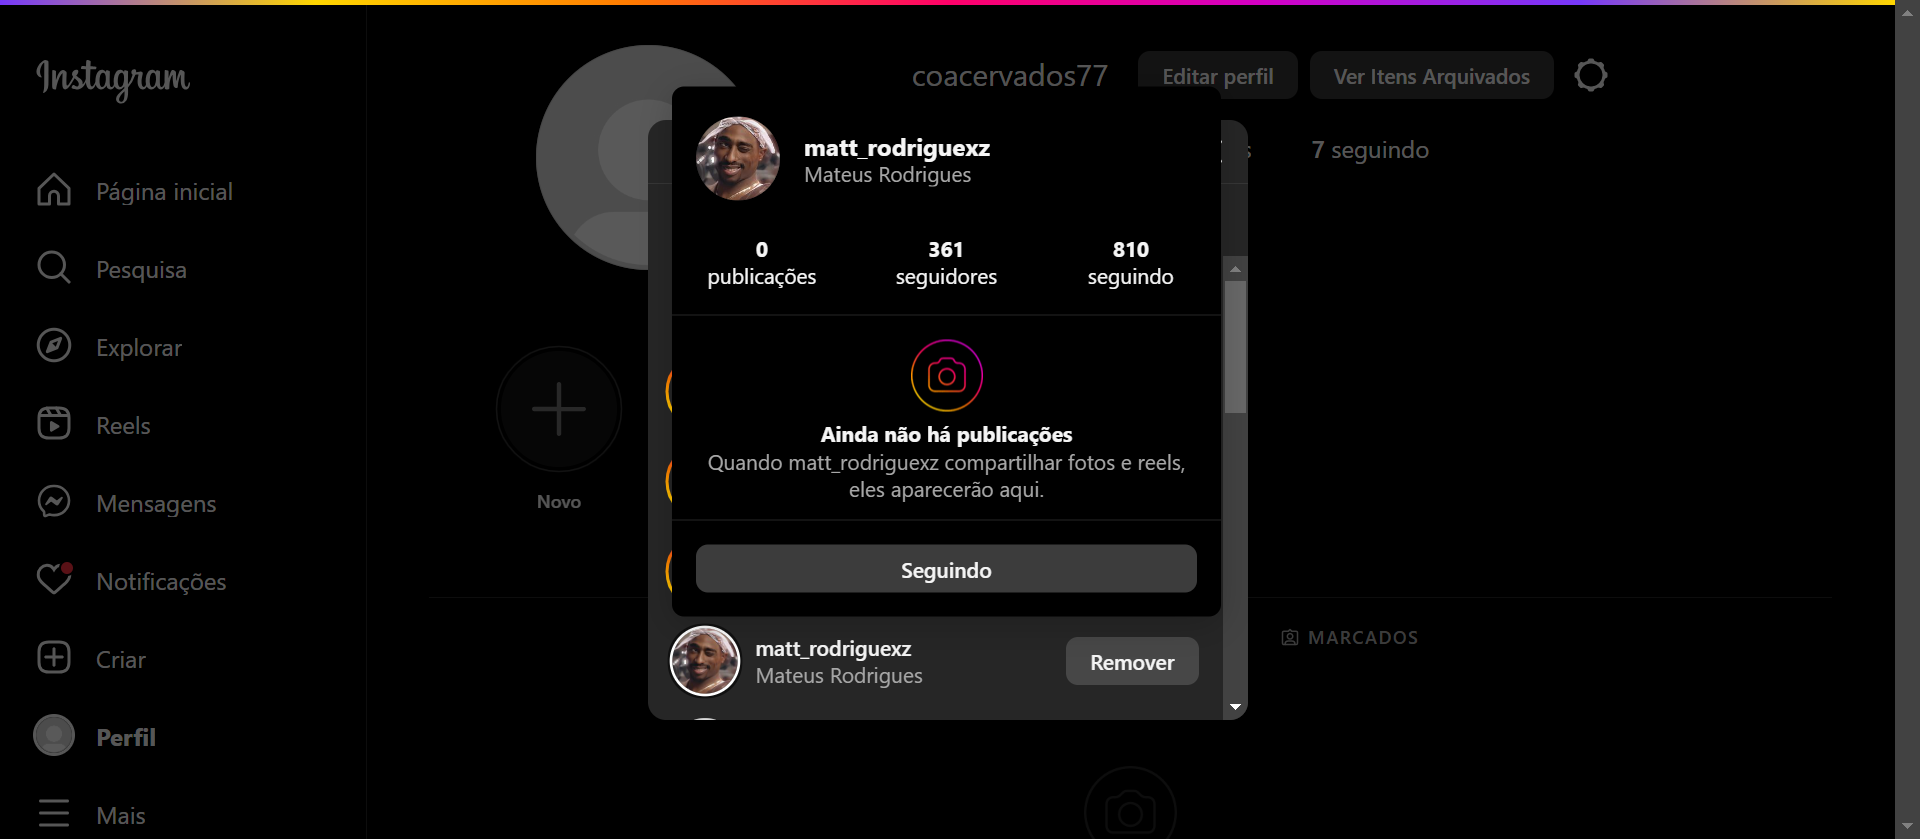 Instagram
Página inicial
Pesquisa
Explorar
Reels
Mensagens
Notificações
Criar
Perfil
Mais
coacervados77
Editar perfil
Ver Itens Arquivados
7 seguindo
Novo
matt_rodriguexz
Mateus Rodrigues
0
publicações
361
seguidores
810
seguindo
Ainda não há publicações
Quando matt_rodriguexz compartilhar fotos e reels,
eles aparecerão aqui.
Seguindo
matt_rodriguexz
Mateus Rodrigues
Remover
MARCADOS